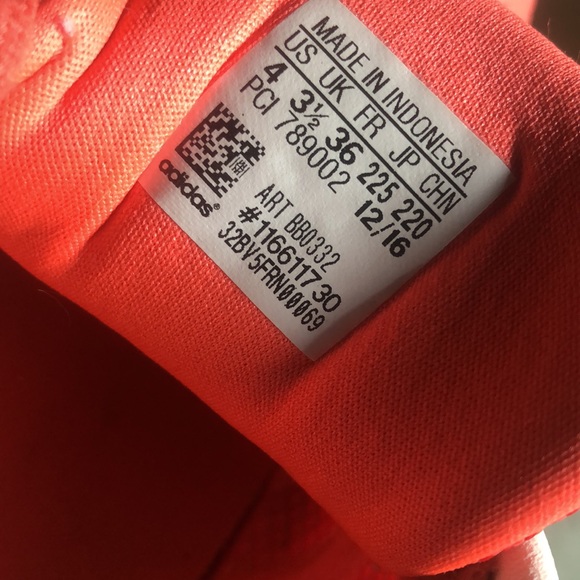 MADE IN INDONESIA
US UK FR JP CHN
4 3½ 36 225 220
PCI 789002 12/16
adidas®
ART BB0332
#116611730
32BV5FRN00069